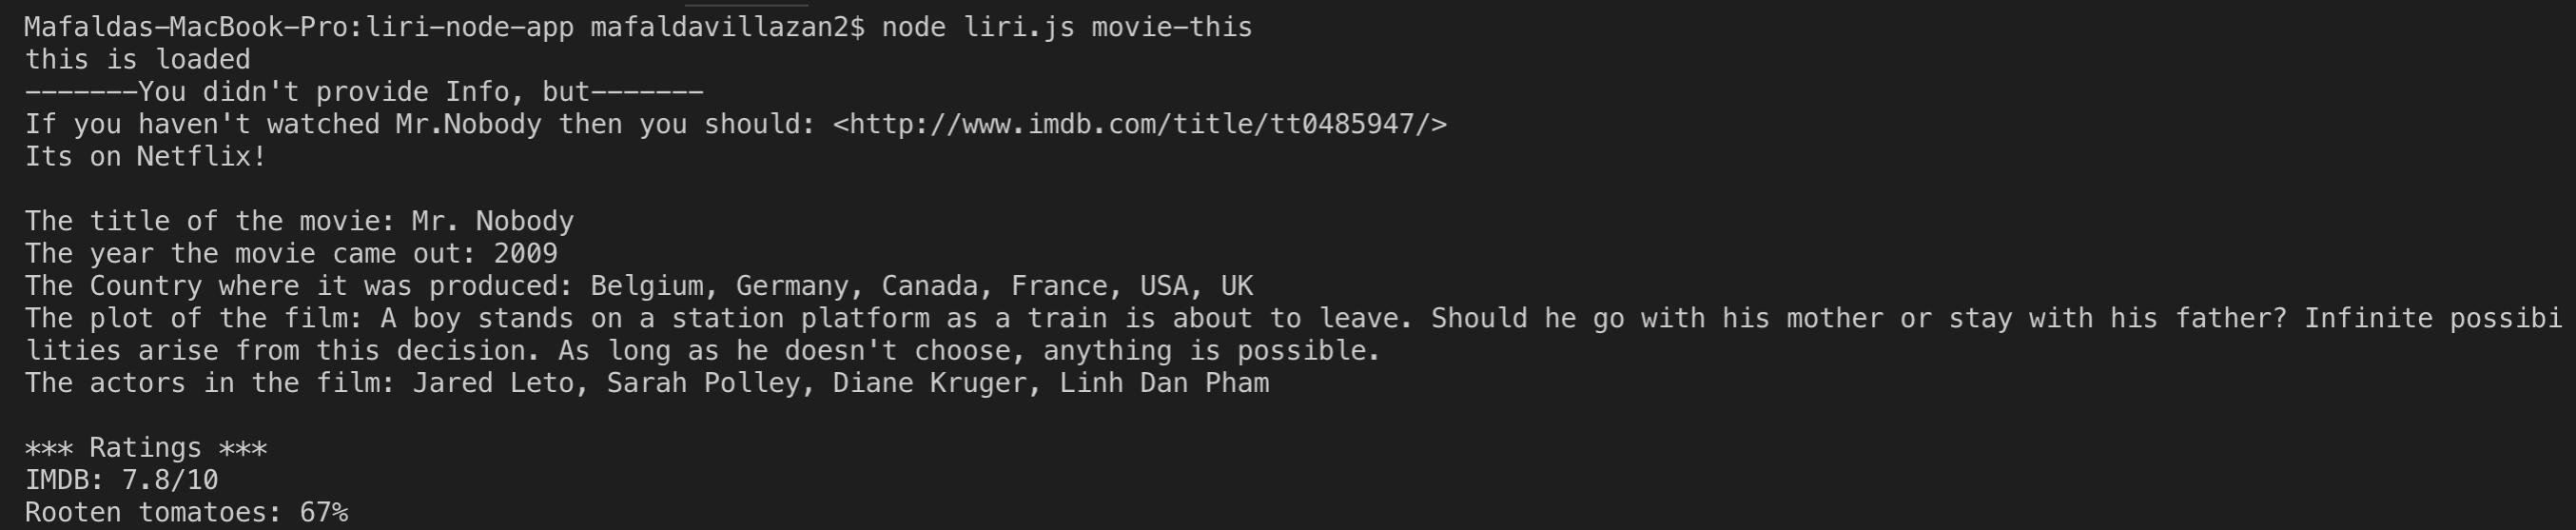 Mafaldas-MacBook-Pro:liri-node-app mafaldavillazan2$ node liri.js movie-this
this is loaded
-------You didn't provide Info, but-------
If you haven't watched Mr.Nobody then you should: <http://www.imdb.com/title/tt0485947/>
Its on Netflix!

The title of the movie: Mr. Nobody
The year the movie came out: 2009
The Country where it was produced: Belgium, Germany, Canada, France, USA, UK
The plot of the film: A boy stands on a station platform as a train is about to leave. Should he go with his mother or stay with his father? Infinite possibi
lities arise from this decision. As long as he doesn't choose, anything is possible.
The actors in the film: Jared Leto, Sarah Polley, Diane Kruger, Linh Dan Pham

*** Ratings ***
IMDB: 7.8/10
Rooten tomatoes: 67%